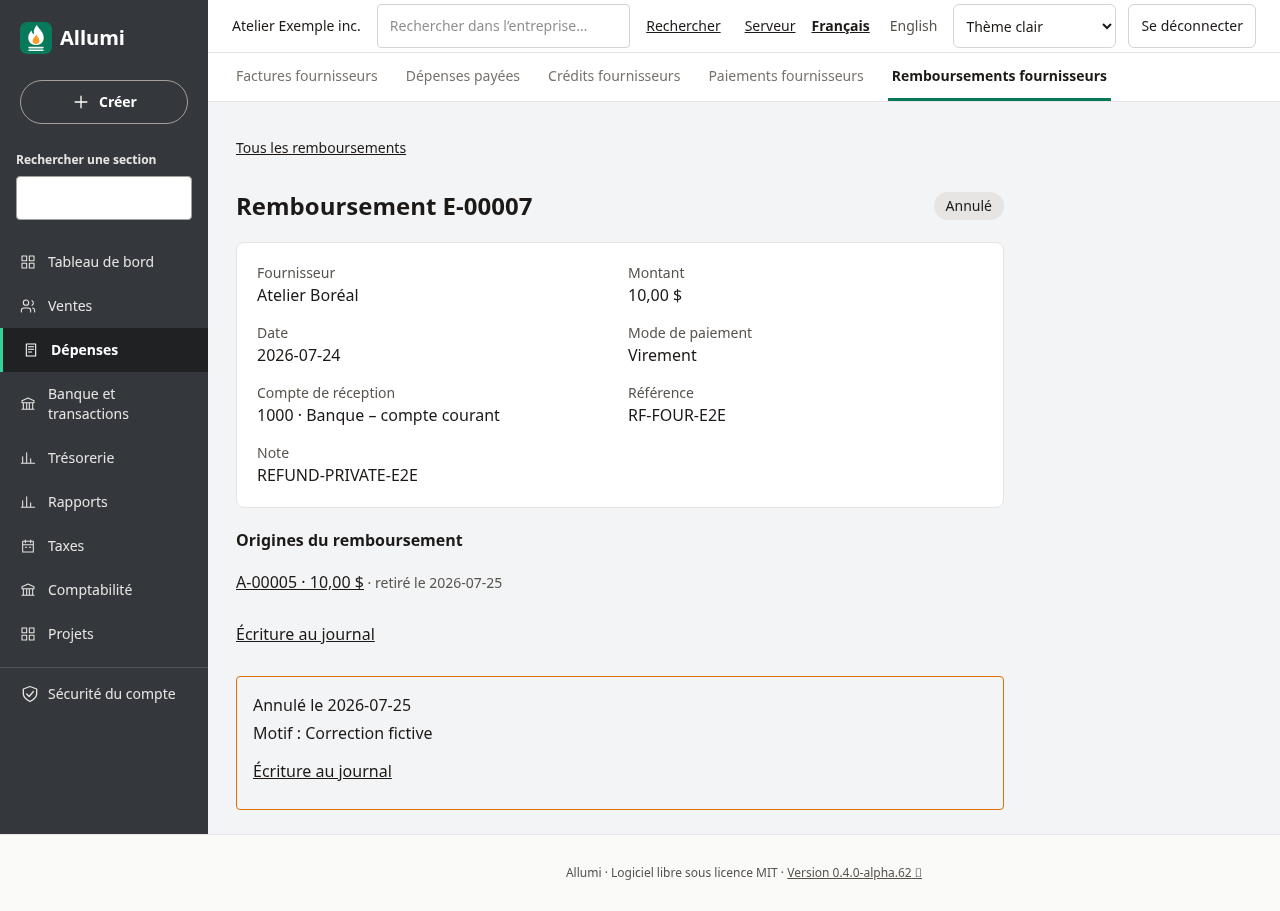 Allumi
Créer
Rechercher une section
Tableau de bord
Ventes
Dépenses
Banque et
transactions
Trésorerie
Rapports
Taxes
Comptabilité
Projets
Sécurité du compte
Atelier Exemple inc.
Rechercher dans l’entreprise…
Rechercher
Serveur
Français
English
Thème clair
Se déconnecter
Factures fournisseurs
Dépenses payées
Crédits fournisseurs
Paiements fournisseurs
Remboursements fournisseurs
Tous les remboursements
Remboursement E-00007
Annulé
Fournisseur
Atelier Boréal
Montant
10,00 $
Date
2026-07-24
Mode de paiement
Virement
Compte de réception
1000 · Banque – compte courant
Référence
RF-FOUR-E2E
Note
REFUND-PRIVATE-E2E
Origines du remboursement
A-00005 · 10,00 $ · retiré le 2026-07-25
Écriture au journal
Annulé le 2026-07-25
Motif : Correction fictive
Écriture au journal
Allumi · Logiciel libre sous licence MIT · Version 0.4.0-alpha.62